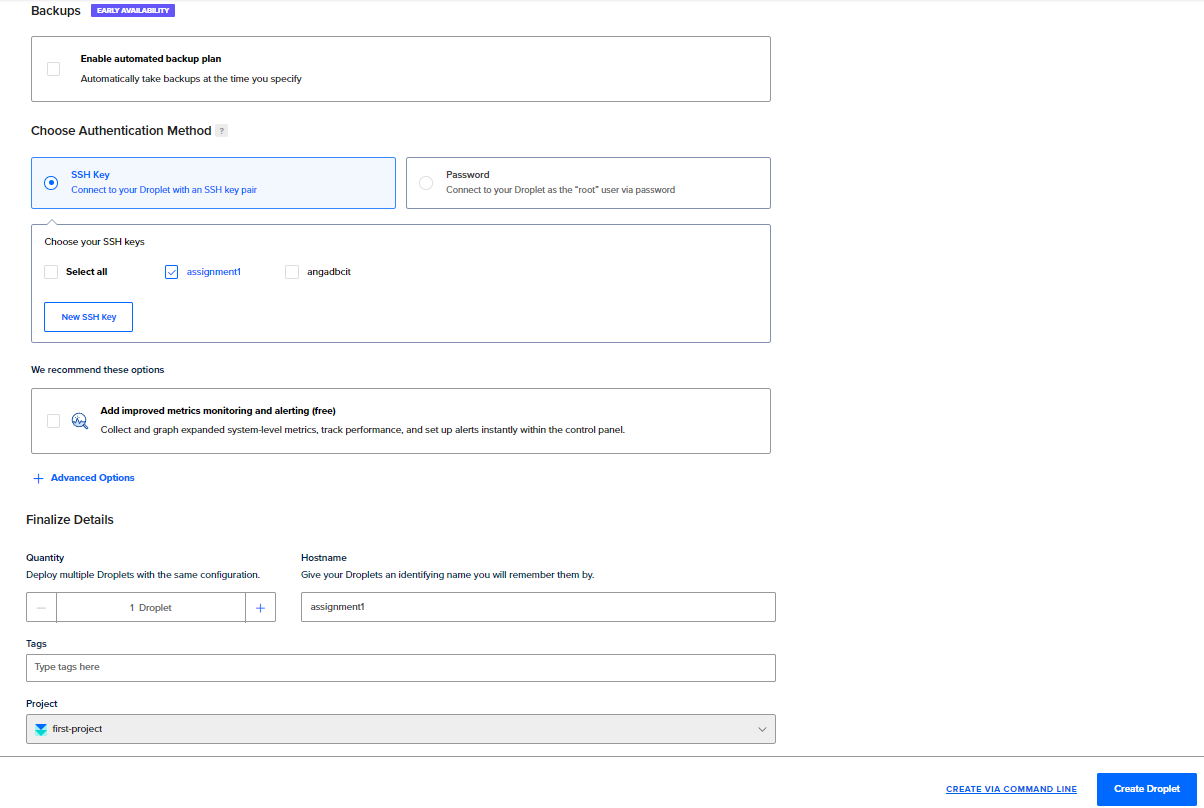 Backups EARLY AVAILABILITY
Enable automated backup plan
Automatically take backups at the time you specify
Choose Authentication Method ?
SSH Key
Connect to your Droplet with an SSH key pair
Password
Connect to your Droplet as the “root” user via password
Choose your SSH keys
Select all assignment1 angadbcit
New SSH Key
We recommend these options
Add improved metrics monitoring and alerting (free)
Collect and graph expanded system-level metrics, track performance, and set up alerts instantly within the control panel.
+ Advanced Options
Finalize Details
Quantity
Deploy multiple Droplets with the same configuration.
— 1 Droplet +
Hostname
Give your Droplets an identifying name you will remember them by.
assignment1
Tags
Type tags here
Project
first-project
CREATE VIA COMMAND LINE Create Droplet